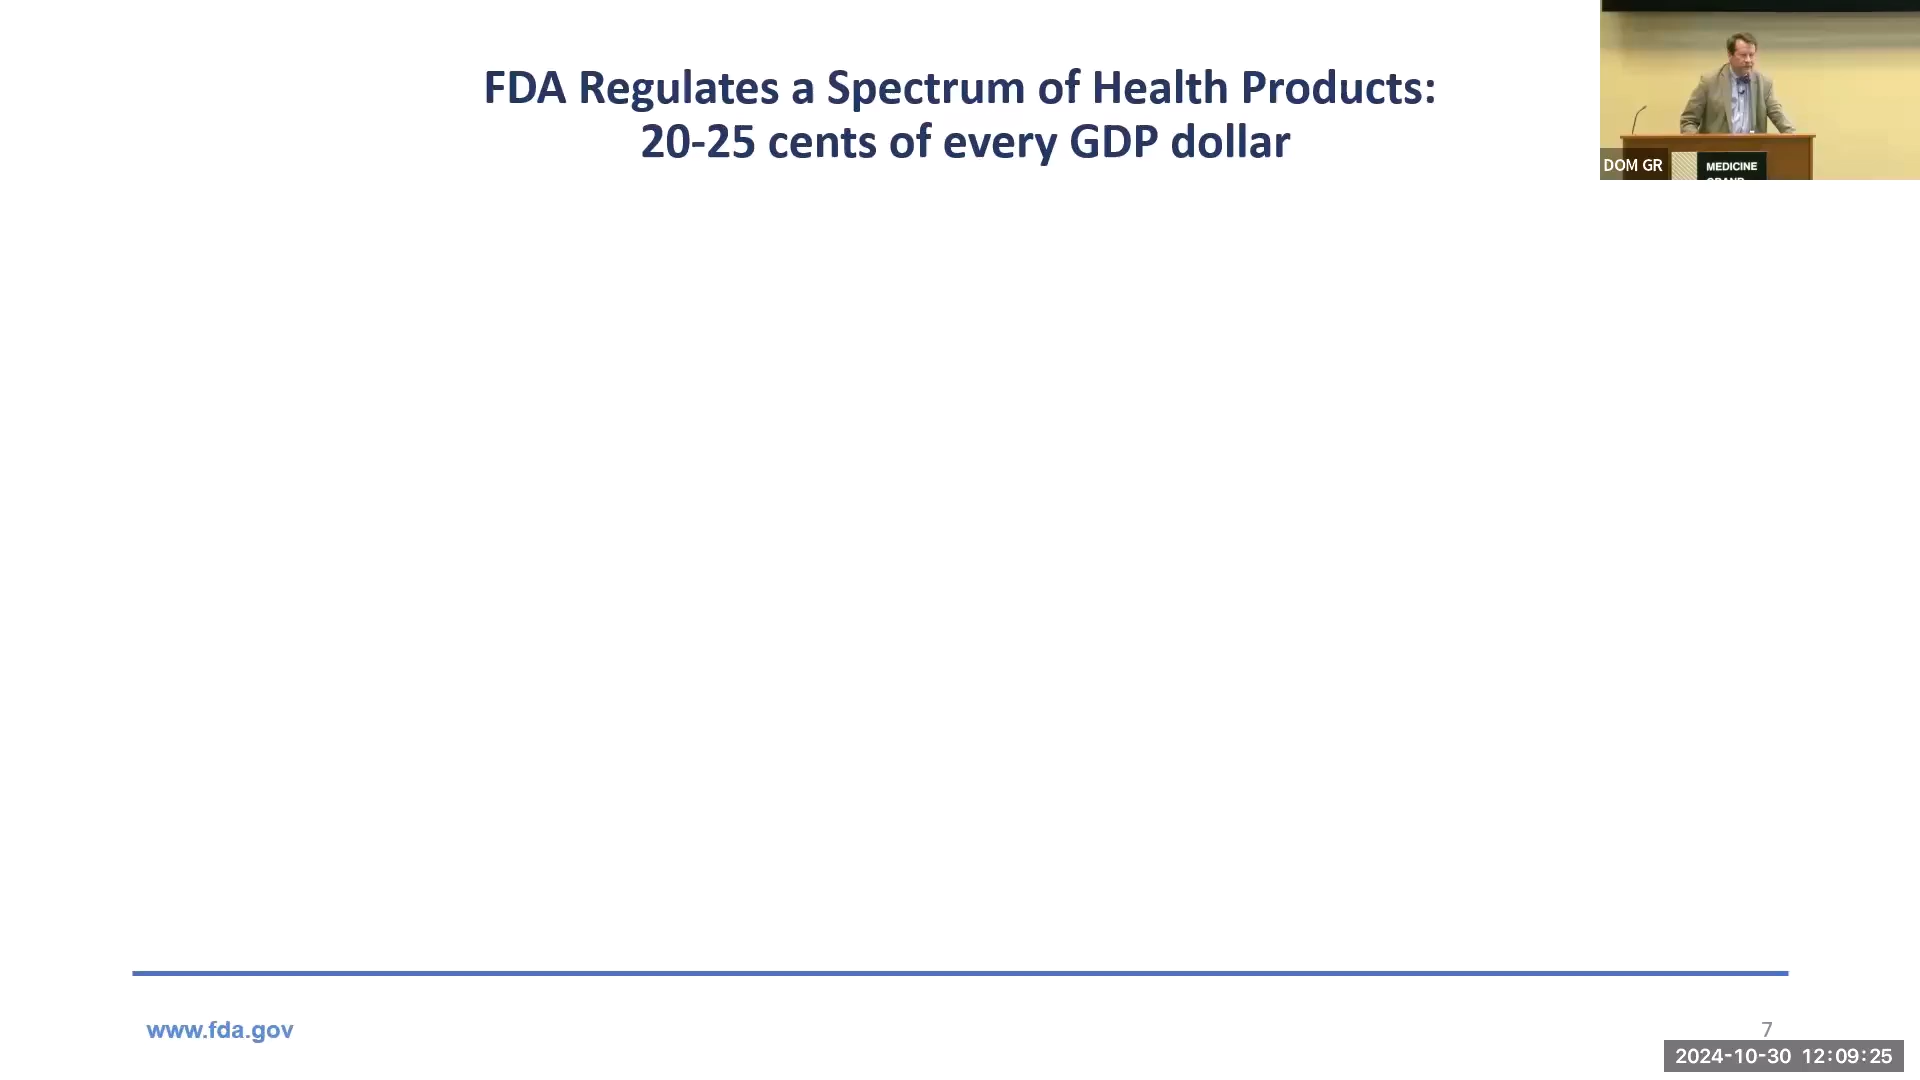 FDA Regulates a Spectrum of Health Products:
20-25 cents of every GDP dollar
DOM GR
MEDICINE
www.fda.gov
7
2024-10-30 12:09:25